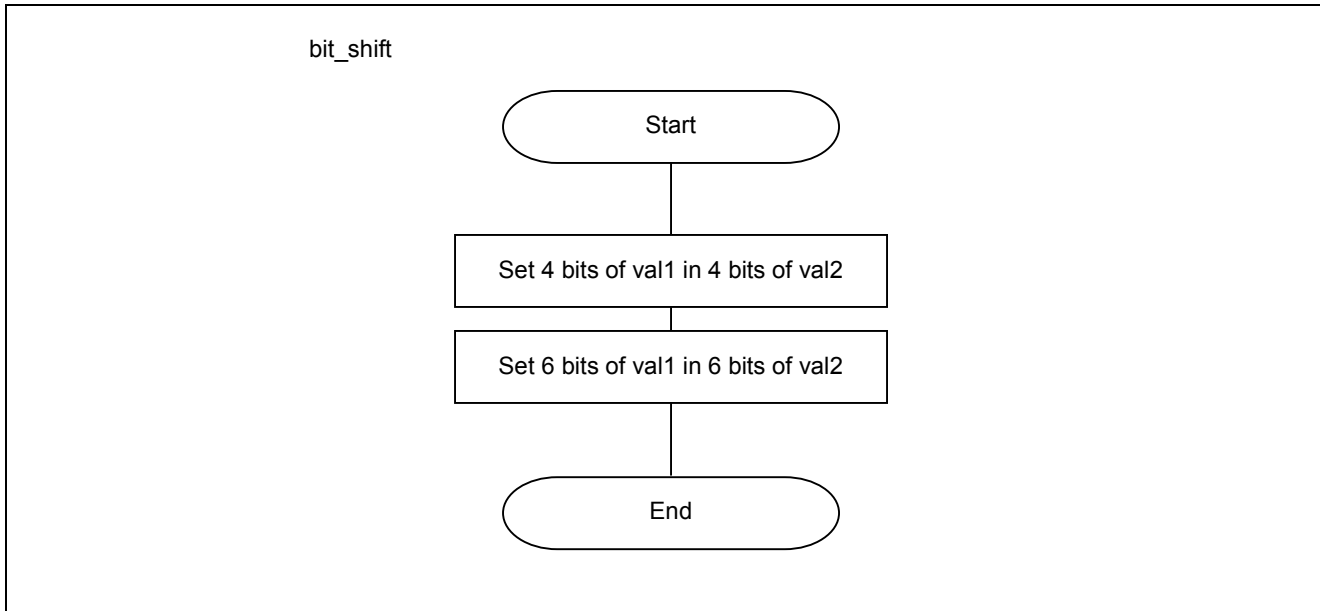 bit_shift
Start
Set 4 bits of val1 in 4 bits of val2
Set 6 bits of val1 in 6 bits of val2
End